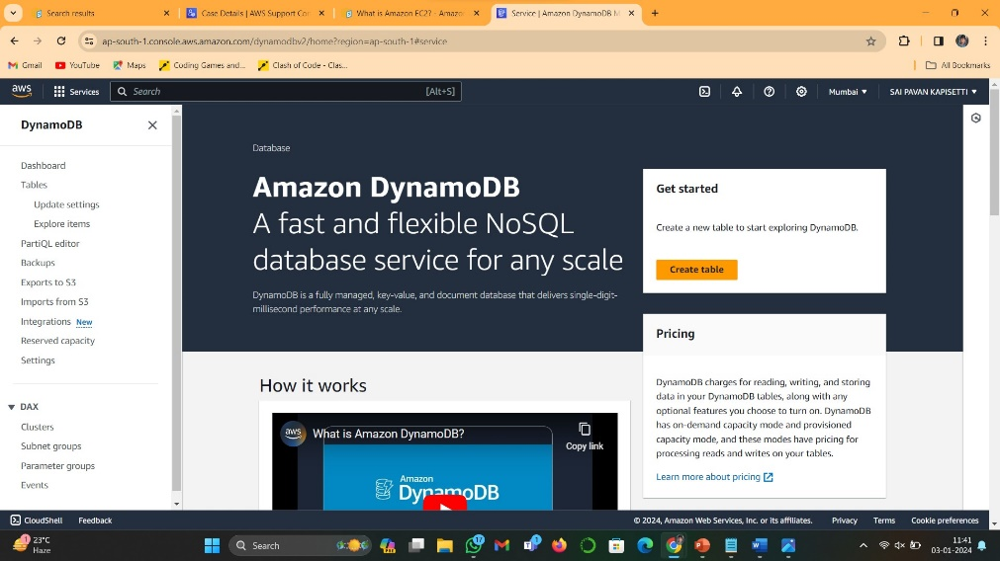 Search results
Case Details | AWS Support Co
What is Amazon EC2? - Amazo
Service | Amazon DynamoDB M
ap-south-1.console.aws.amazon.com/dynamodbv2/home?region=ap-south-1#service
Gmail
YouTube
Maps
Coding Games and...
Clash of Code - Clas...
All Bookmarks
aws
Services
Search
[Alt+S]
Mumbai
SAI PAVAN KAPISETTI
DynamoDB
Dashboard
Tables
Update settings
Explore items
PartiQL editor
Backups
Exports to S3
Imports from S3
Integrations New
Reserved capacity
Settings
DAX
Clusters
Subnet groups
Parameter groups
Events
Database
Amazon DynamoDB
A fast and flexible NoSQL
database service for any scale
DynamoDB is a fully managed, key-value, and document database that delivers single-digit-
millisecond performance at any scale.
Get started
Create a new table to start exploring DynamoDB.
Create table
Pricing
DynamoDB charges for reading, writing, and storing
data in your DynamoDB tables, along with any
optional features you choose to turn on. DynamoDB
has on-demand capacity mode and provisioned
capacity mode, and these modes have pricing for
processing reads and writes on your tables.
Learn more about pricing
How it works
aws
What is Amazon DynamoDB?
Copy link
Amazon
DynamoDB
CloudShell
Feedback
© 2024, Amazon Web Services, Inc. or its affiliates.
Privacy
Terms
Cookie preferences
23°C
Haze
Search
11:41
03-01-2024